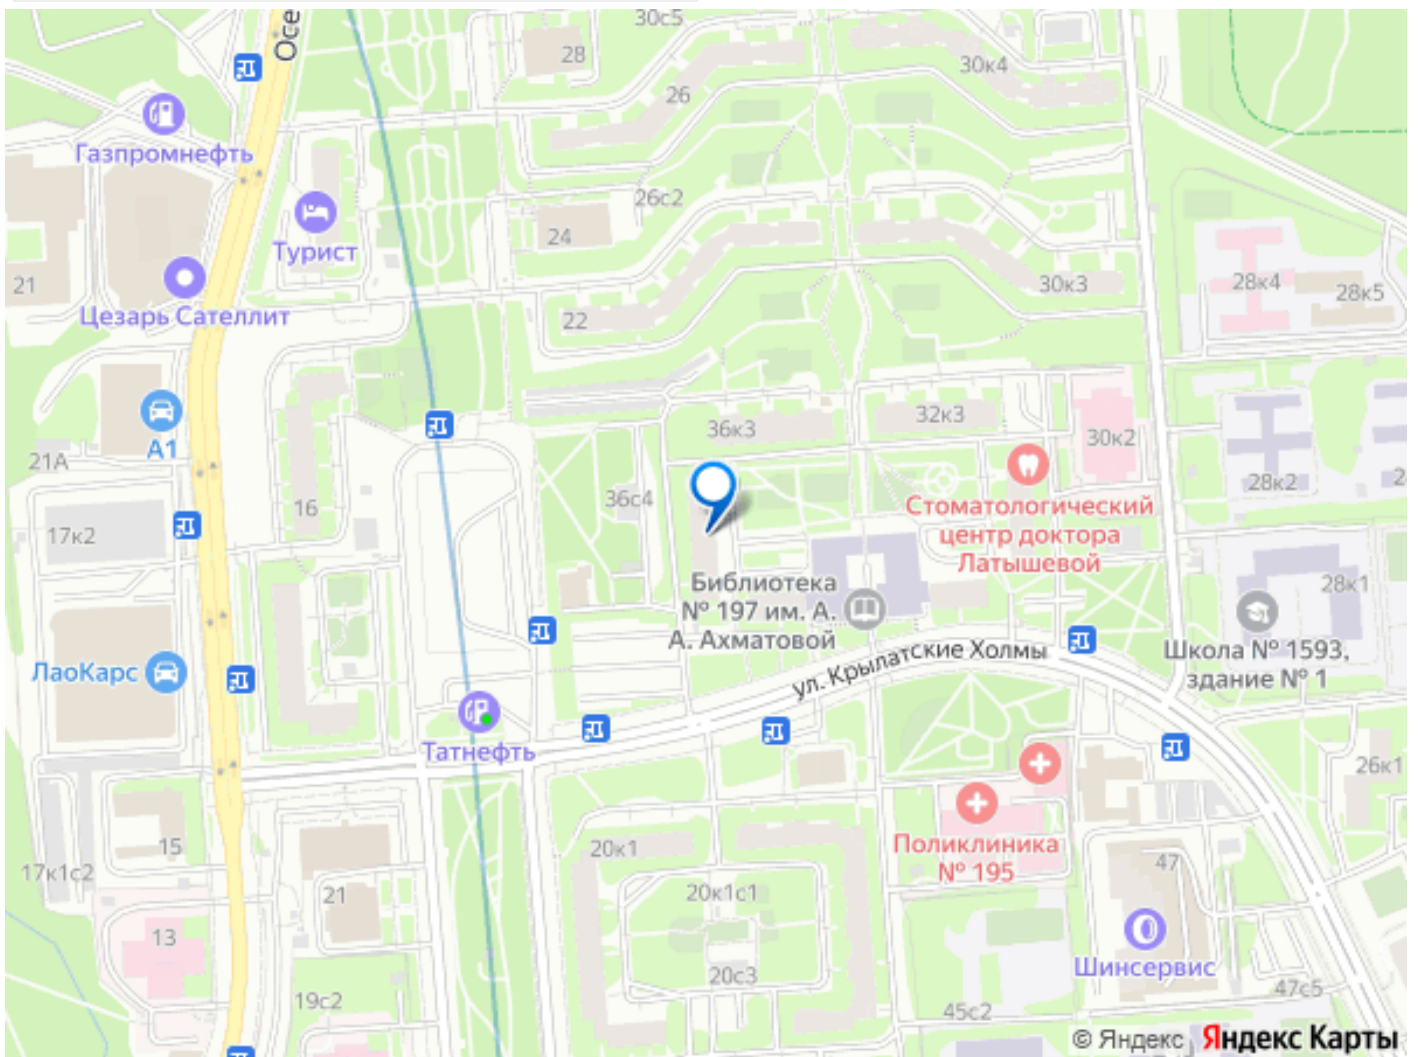 30с5
Осе
28
30к4
26
Газпромнефть
26с2
Турист
24
21
30к3
28к4
28к5
Цезарь Сателлит
22
А1
36к3
32к3
30к2
21А
Стоматологический
центр доктора
Латышевой
36с4
28к2
2
16
17к2
Библиотека
№ 197 им. А.
А. Ахматовой
28к1
Школа № 1593,
здание № 1
ул. Крылатские Холмы
ЛаоКарс
Татнефть
26к1
15
20к1
Поликлиника
№ 195
47
17к1с2
21
20к1с1
13
20с3
Шинсервис
19с2
45с2
47с5
© Яндекс Яндекс Карты